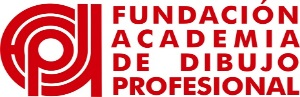 FUNDACIÓN
ACADEMIA
DE DIBUJO
PROFESIONAL